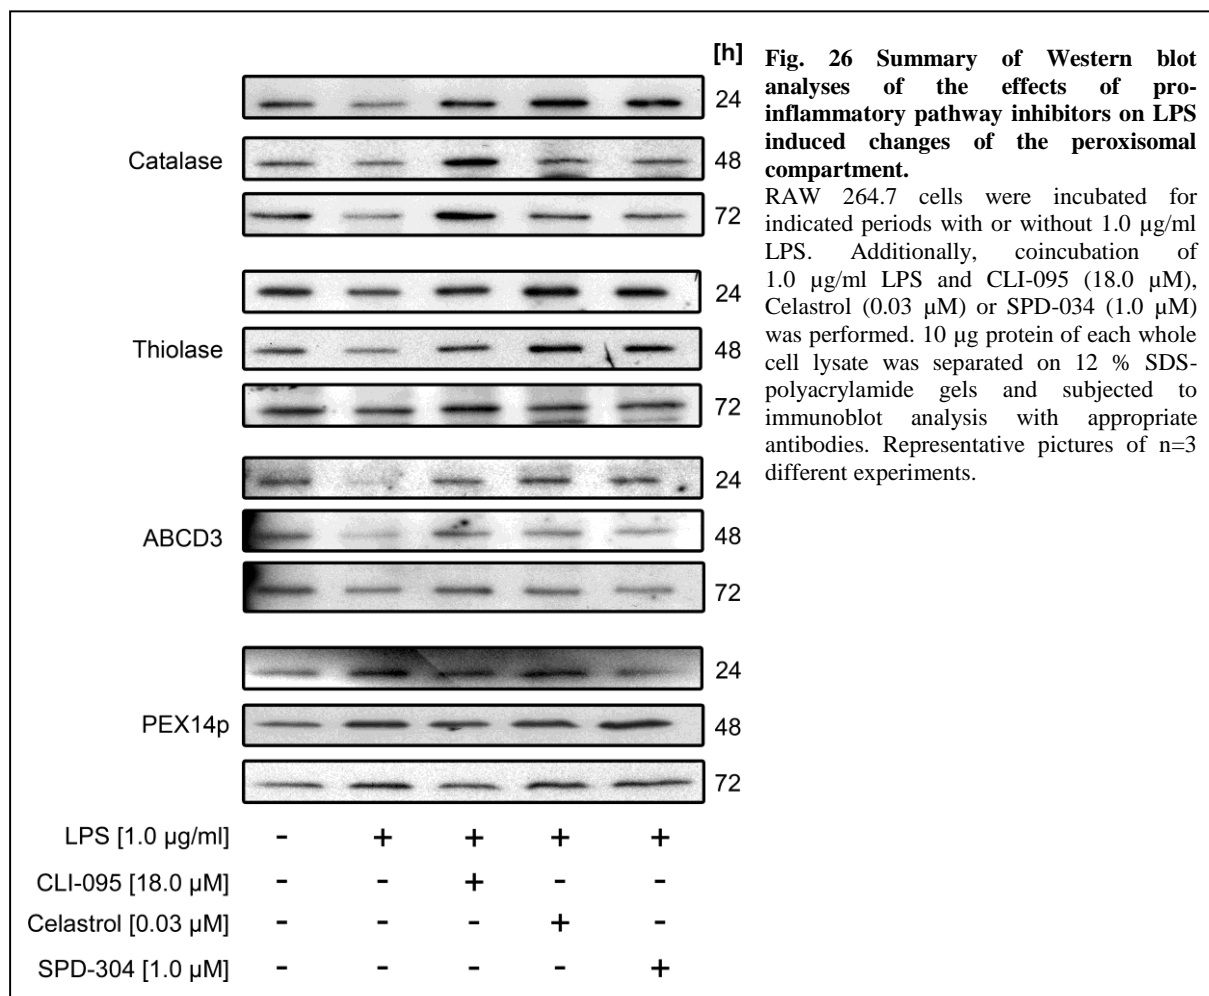 [h]
24
Catalase
48
72
24
Thiolase
48
72
24
ABCD3
48
72
24
PEX14p
48
72
LPS [1.0 µg/ml] - + + + +
CLI-095 [18.0 µM] - - + - -
Celastrol [0.03 µM] - - - + -
SPD-304 [1.0 µM] - - - - +
Fig. 26 Summary of Western blot
analyses of the effects of pro-
inflammatory pathway inhibitors on LPS
induced changes of the peroxisomal
compartment.
RAW 264.7 cells were incubated for
indicated periods with or without 1.0 µg/ml
LPS. Additionally, coincubation of
1.0 µg/ml LPS and CLI-095 (18.0 µM),
Celastrol (0.03 µM) or SPD-034 (1.0 µM)
was performed. 10 µg protein of each whole
cell lysate was separated on 12 % SDS-
polyacrylamide gels and subjected to
immunoblot analysis with appropriate
antibodies. Representative pictures of n=3
different experiments.